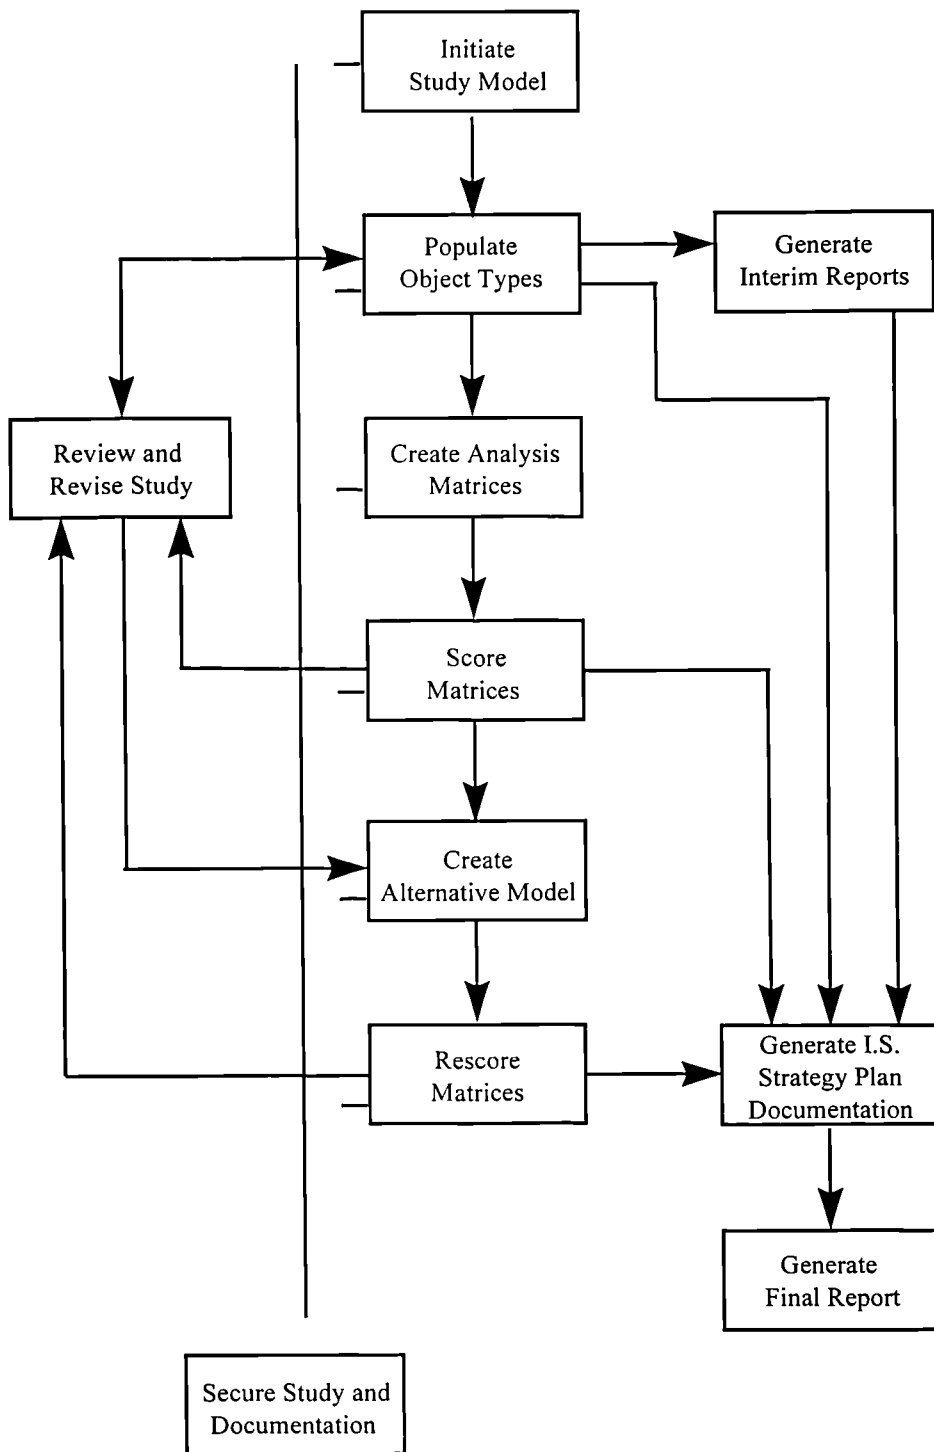 Initiate
Study Model
Populate
Object Types
Generate
Interim Reports
Review and
Revise Study
Create Analysis
Matrices
Score
Matrices
Create
Alternative Model
Rescore
Matrices
Generate I.S.
Strategy Plan
Documentation
Generate
Final Report
Secure Study and
Documentation